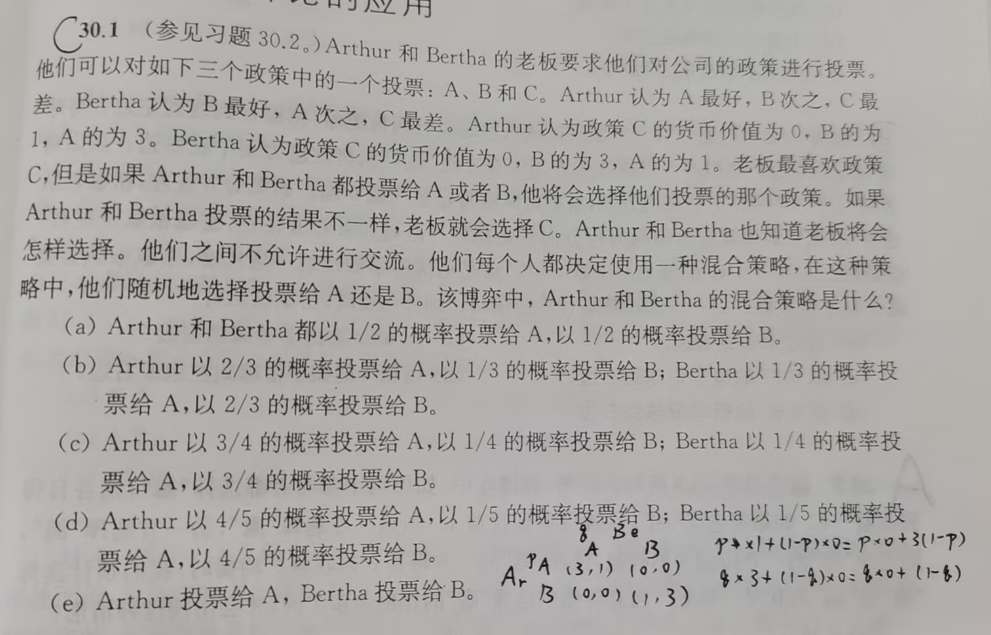 的应用
30.1 (参见习题 30.2。)Arthur 和 Bertha 的老板要求他们对公司的政策进行投票。
他们可以对如下三个政策中的一个投票：A、B 和 C。Arthur 认为 A 最好，B 次之，C 最
差。Bertha 认为 B 最好，A 次之，C 最差。Arthur 认为政策 C 的货币价值为 0，B 的为
1，A 的为 3。Bertha 认为政策 C 的货币价值为 0，B 的为 3，A 的为 1。老板最喜欢政策
C,但是如果 Arthur 和 Bertha 都投票给 A 或者 B,他将会选择他们投票的那个政策。如果
Arthur 和 Bertha 投票的结果不一样，老板就会选择 C。Arthur 和 Bertha 也知道老板将会
怎样选择。他们之间不允许进行交流。他们每个人都决定使用一种混合策略,在这种策
略中,他们随机地选择投票给 A 还是 B。该博弈中，Arthur 和 Bertha 的混合策略是什么?
(a) Arthur 和 Bertha 都以 1/2 的概率投票给 A,以 1/2 的概率投票给 B。
(b) Arthur 以 2/3 的概率投票给 A,以 1/3 的概率投票给 B；Bertha 以 1/3 的概率投
票给 A,以 2/3 的概率投票给 B。
(c) Arthur 以 3/4 的概率投票给 A,以 1/4 的概率投票给 B；Bertha 以 1/4 的概率投
票给 A,以 3/4 的概率投票给 B。
(d) Arthur 以 4/5 的概率投票给 A,以 1/5 的概率投票给 B；Bertha 以 1/5 的概率投
票给 A,以 4/5 的概率投票给 B。
(e) Arthur 投票给 A，Bertha 投票给 B。
q Be
A B
Ar P A (3,1) (0,0)
B (0,0) (1,3)
p×1+(1-p)×0=p×0+3(1-p)
q×3+(1-q)×0=q×0+(1-q)
A